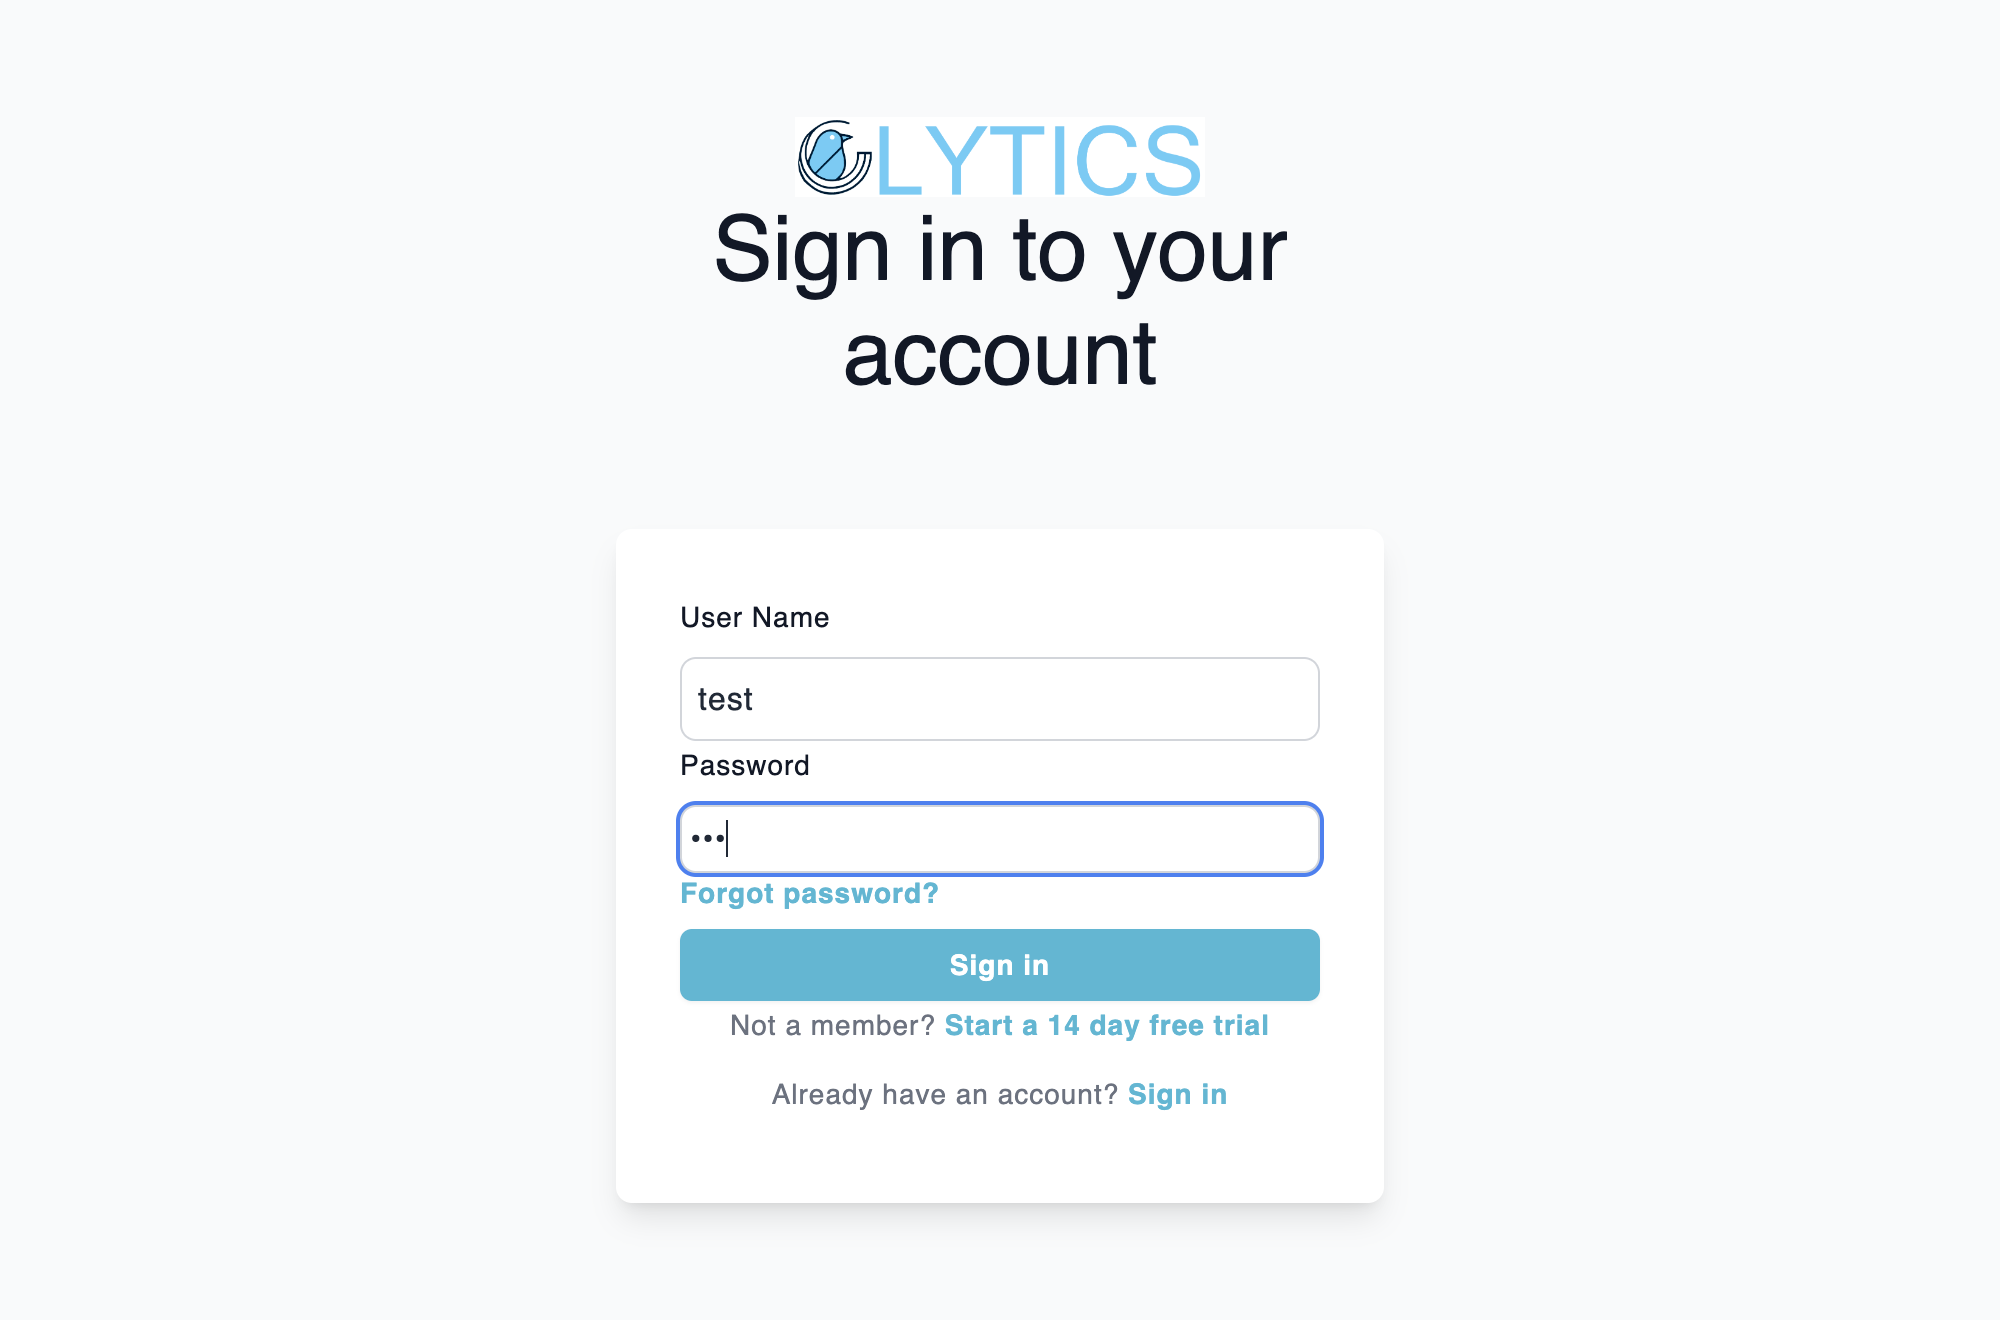 LYTICS
Sign in to your
account
User Name
test
Password
•••
Forgot password?
Sign in
Not a member? Start a 14 day free trial
Already have an account? Sign in